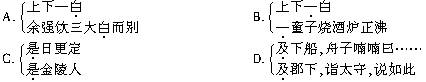 A. 上下一白
余强饮三大白而别
B. 上下一白
一童子烧酒炉正沸
C. 是日更定
是金陵人
D. 及下船,舟子喃喃曰……
及郡下,诣太守,说如此